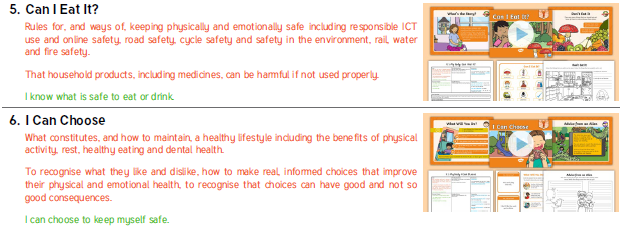 5. Can I Eat It?
Rules for, and ways of, keeping physically and emotionally safe including responsible ICT
use and online safety, road safety, cycle safety and safety in the environment, rail, water
and fire safety.
That household products, including medicines, can be harmful if not used properly.
I know what is safe to eat or drink.
What's the Story?
Can I Eat It?
Don't Eat It
6. I Can Choose
What constitutes, and how to maintain, a healthy lifestyle including the benefits of physical
activity, rest, healthy eating and dental health.
To recognise what they like and dislike, how to make real, informed choices that improve
their physical and emotional health, to recognise that choices can have good and not so
good consequences.
I can choose to keep myself safe.
What Will You Do?
I Can Choose
Advice from an Alien
Advice from an Alien